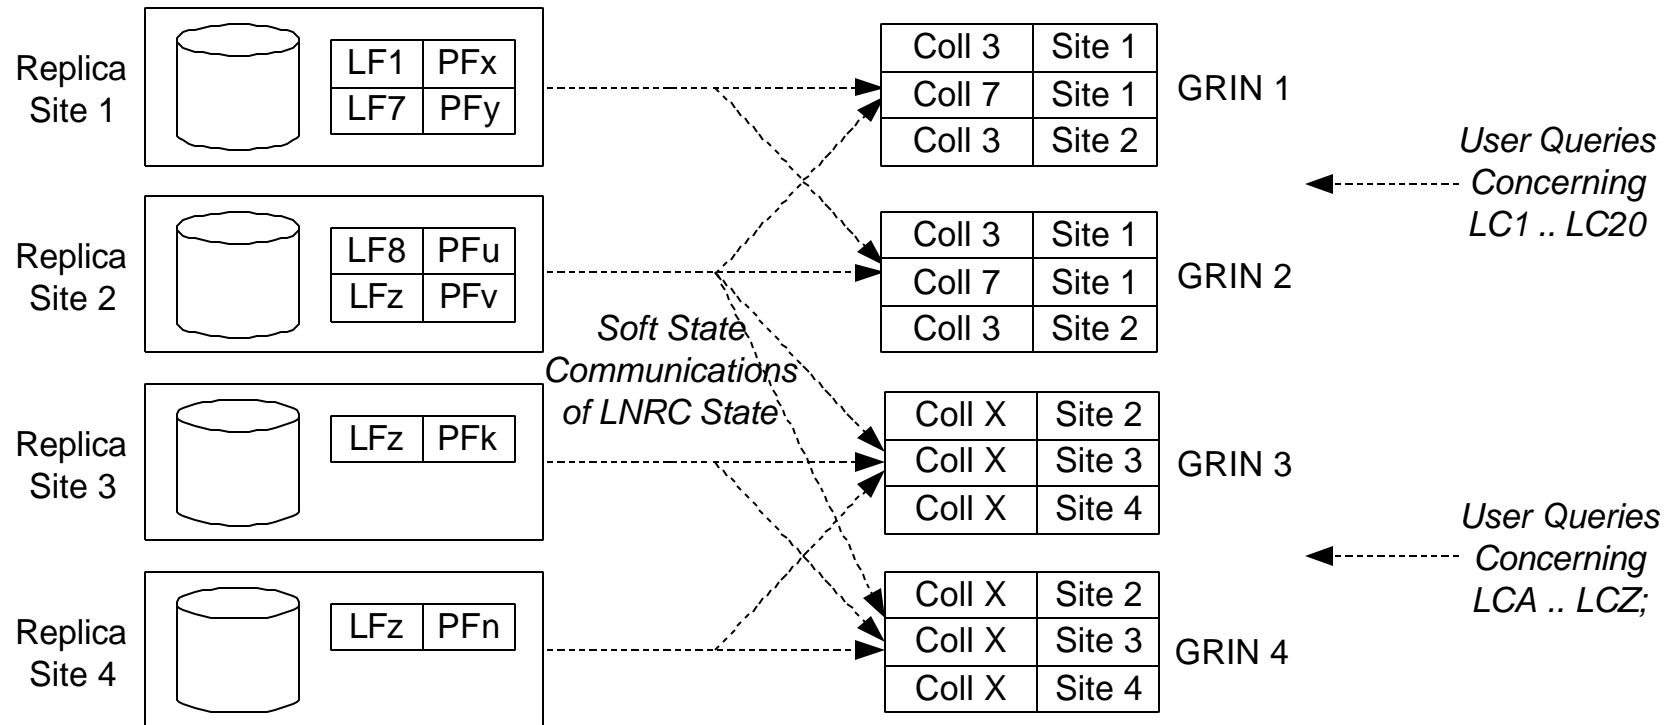 Replica
Site 1
LF1 PFx
LF7 PFy
Coll 3 Site 1
Coll 7 Site 1
Coll 3 Site 2
GRIN 1
User Queries
Concerning
LC1 .. LC20
Replica
Site 2
LF8 PFu
LFz PFv
Coll 3 Site 1
Coll 7 Site 1
Coll 3 Site 2
GRIN 2
Soft State
Communications
of LNRC State
Replica
Site 3
LFz PFk
Coll X Site 2
Coll X Site 3
Coll X Site 4
GRIN 3
User Queries
Concerning
LCA .. LCZ;
Replica
Site 4
LFz PFn
Coll X Site 2
Coll X Site 3
Coll X Site 4
GRIN 4